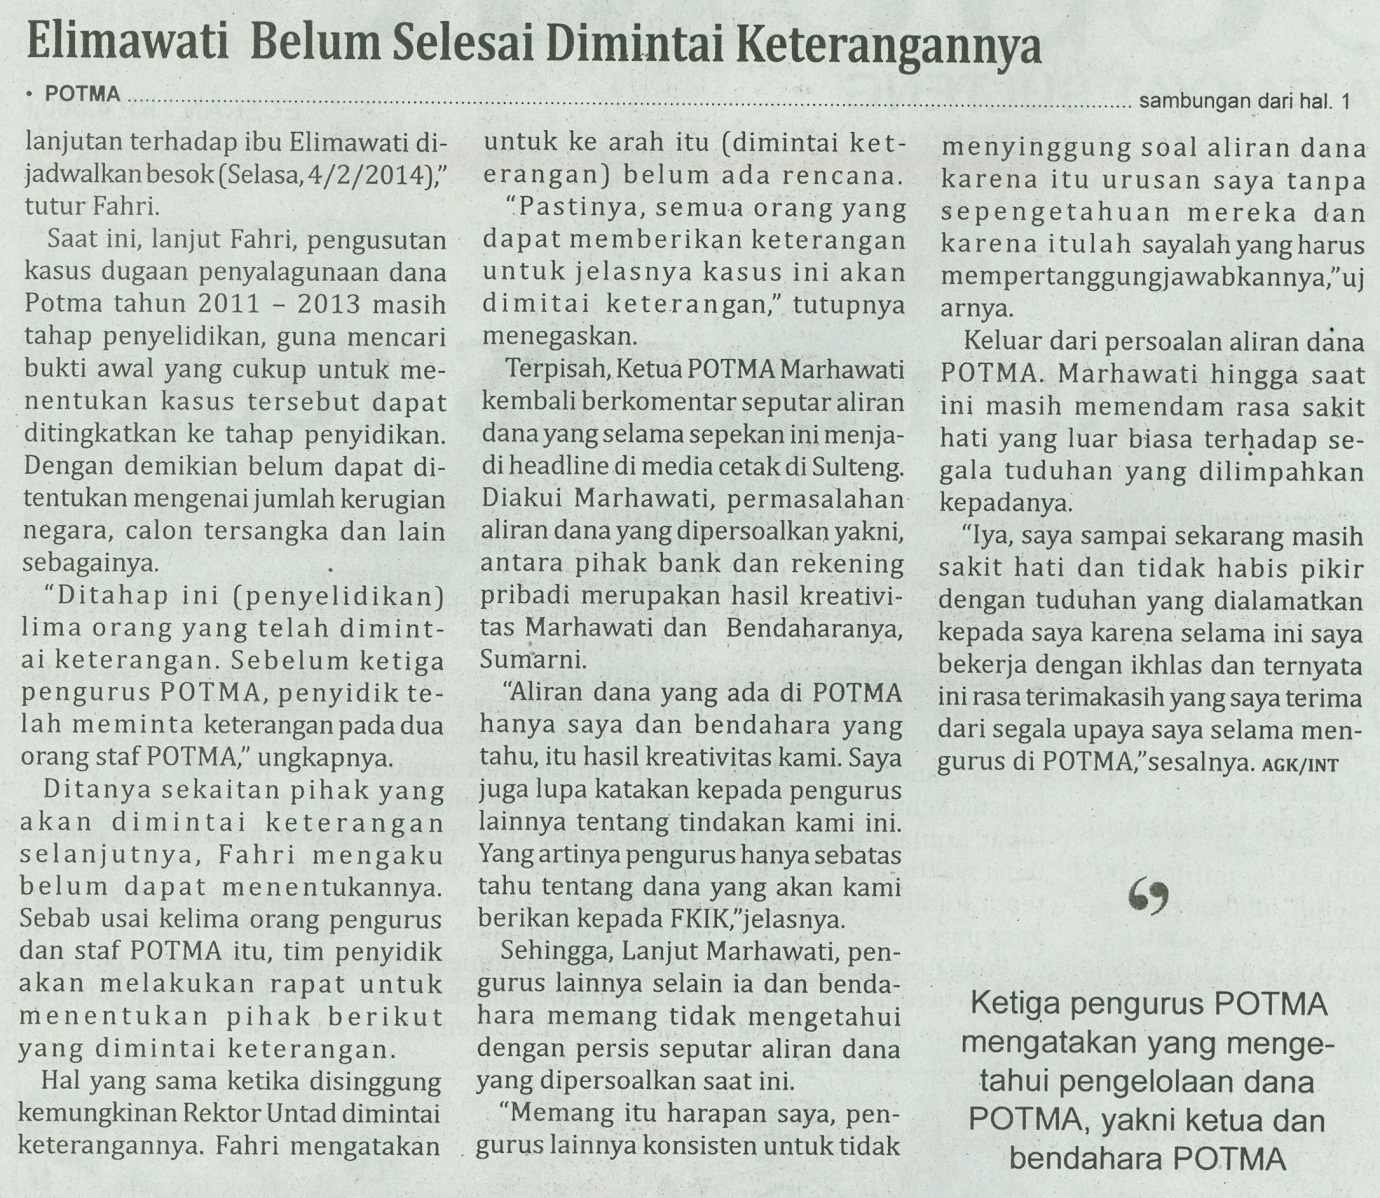 Elimawati Belum Selesai Dimintai Keterangannya
• POTMA ........................................ sambungan dari hal. 1
lanjutan terhadap ibu Elimawati di-
jadwalkan besok (Selasa, 4/2/2014),”
tutur Fahri.
Saat ini, lanjut Fahri, pengusutan
kasus dugaan penyalagunaan dana
Potma tahun 2011 – 2013 masih
tahap penyelidikan, guna mencari
bukti awal yang cukup untuk me-
nentukan kasus tersebut dapat
ditingkatkan ke tahap penyidikan.
Dengan demikian belum dapat di-
tentukan mengenai jumlah kerugian
negara, calon tersangka dan lain
sebagainya.
“Ditahap ini (penyelidikan)
lima orang yang telah dimint-
ai keterangan. Sebelum ketiga
pengurus POTMA, penyidik te-
lah meminta keterangan pada dua
orang staf POTMA,” ungkapnya.
Ditanya sekaitan pihak yang
akan dimintai keterangan
selanjutnya, Fahri mengaku
belum dapat menentukannya.
Sebab usai kelima orang pengurus
dan staf POTMA itu, tim penyidik
akan melakukan rapat untuk
menentukan pihak berikut
yang dimintai keterangan.
Hal yang sama ketika disinggung
kemungkinan Rektor Untad dimintai
keterangannya. Fahri mengatakan
untuk ke arah itu (dimintai ket-
erangan) belum ada rencana.
“Pastinya, semua orang yang
dapat memberikan keterangan
untuk jelasnya kasus ini akan
dimitai keterangan,” tutupnya
menegaskan.
Terpisah, Ketua POTMA Marhawati
kembali berkomentar seputar aliran
dana yang selama sepekan ini menja-
di headline di media cetak di Sulteng.
Diakui Marhawati, permasalahan
aliran dana yang dipersoalkan yakni,
antara pihak bank dan rekening
pribadi merupakan hasil kreativi-
tas Marhawati dan Bendaharanya,
Sumarni.
“Aliran dana yang ada di POTMA
hanya saya dan bendahara yang
tahu, itu hasil kreativitas kami. Saya
juga lupa katakan kepada pengurus
lainnya tentang tindakan kami ini.
Yang artinya pengurus hanya sebatas
tahu tentang dana yang akan kami
berikan kepada FKIK,”jelasnya.
Sehingga, Lanjut Marhawati, pen-
gurus lainnya selain ia dan benda-
hara memang tidak mengetahui
dengan persis seputar aliran dana
yang dipersoalkan saat ini.
“Memang itu harapan saya, pen-
gurus lainnya konsisten untuk tidak
menyinggung soal aliran dana
karena itu urusan saya tanpa
sepengetahuan mereka dan
karena itulah sayalah yang harus
mempertanggungjawabkannya,”uj
arnya.
Keluar dari persoalan aliran dana
POTMA. Marhawati hingga saat
ini masih memendam rasa sakit
hati yang luar biasa terhadap se-
gala tuduhan yang dilimpahkan
kepadanya.
“Iya, saya sampai sekarang masih
sakit hati dan tidak habis pikir
dengan tuduhan yang dialamatkan
kepada saya karena selama ini saya
bekerja dengan ikhlas dan ternyata
ini rasa terimakasih yang saya terima
dari segala upaya saya selama men-
gurus di POTMA,”sesalnya. AGK/INT
❟❟
Ketiga pengurus POTMA
mengatakan yang menge-
tahui pengelolaan dana
POTMA, yakni ketua dan
bendahara POTMA